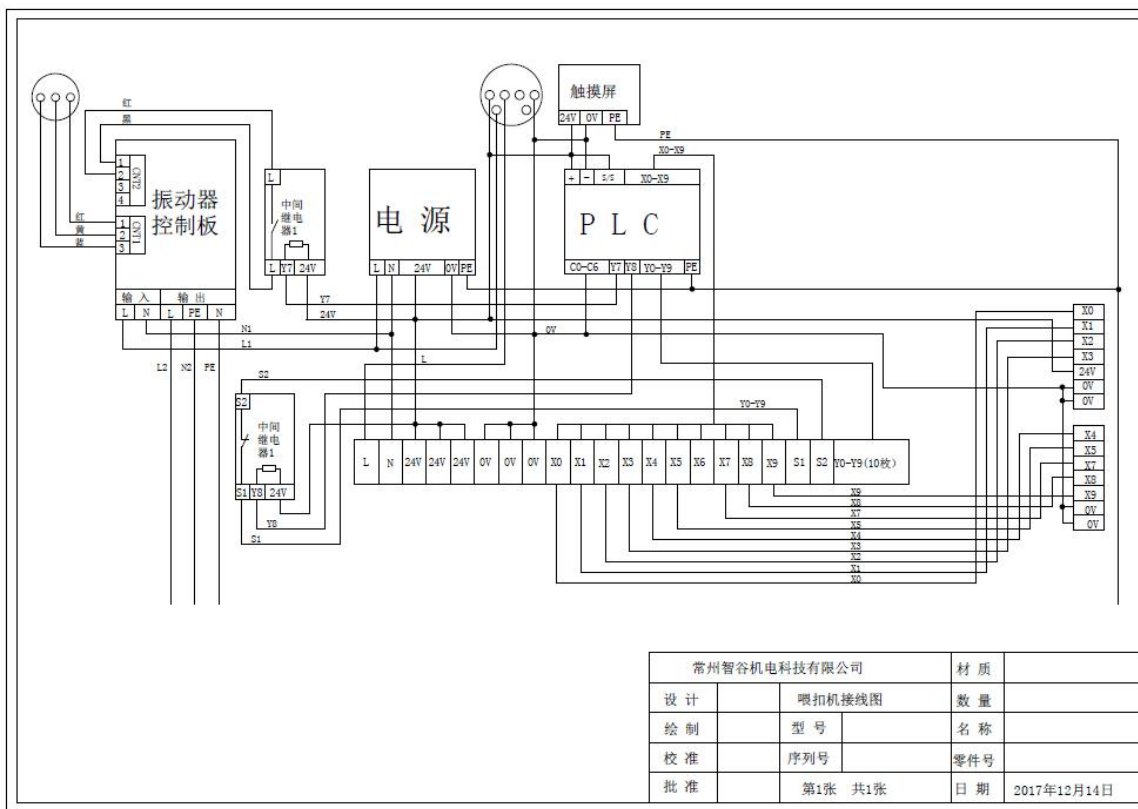 触摸屏
24V 0V PE
PE
X0-X9
红
黑
1
2
3
4
CNT2
振动器
控制板
1
2
3
CNT1
红
黄
蓝
输入 输出
L N L PE N
L
中间
继电
器1
L Y7 24V
电源
L N 24V 0V PE
+ - S/S X0-X9
PLC
C0-C6 Y7 Y8 Y0-Y9 PE
Y7
24V
N1
L1
0V
L
L2 N2 PE
S2
S2
中间
继电
器1
S1 Y8 24V
Y8
S1
Y0-Y9
L N 24V 24V 24V 0V 0V 0V X0 X1 X2 X3 X4 X5 X6 X7 X8 X9 S1 S2 Y0-Y9(10枚)
X0
X1
X2
X3
24V
0V
0V
X4
X5
X7
X8
X9
0V
0V
X9
X8
X7
X5
X4
X3
X2
X1
X0
常州智谷机电科技有限公司 材质
设计 喂扣机接线图 数量
绘制 型号 名称
校准 序列号 零件号
批准 第1张 共1张 日期 2017年12月14日